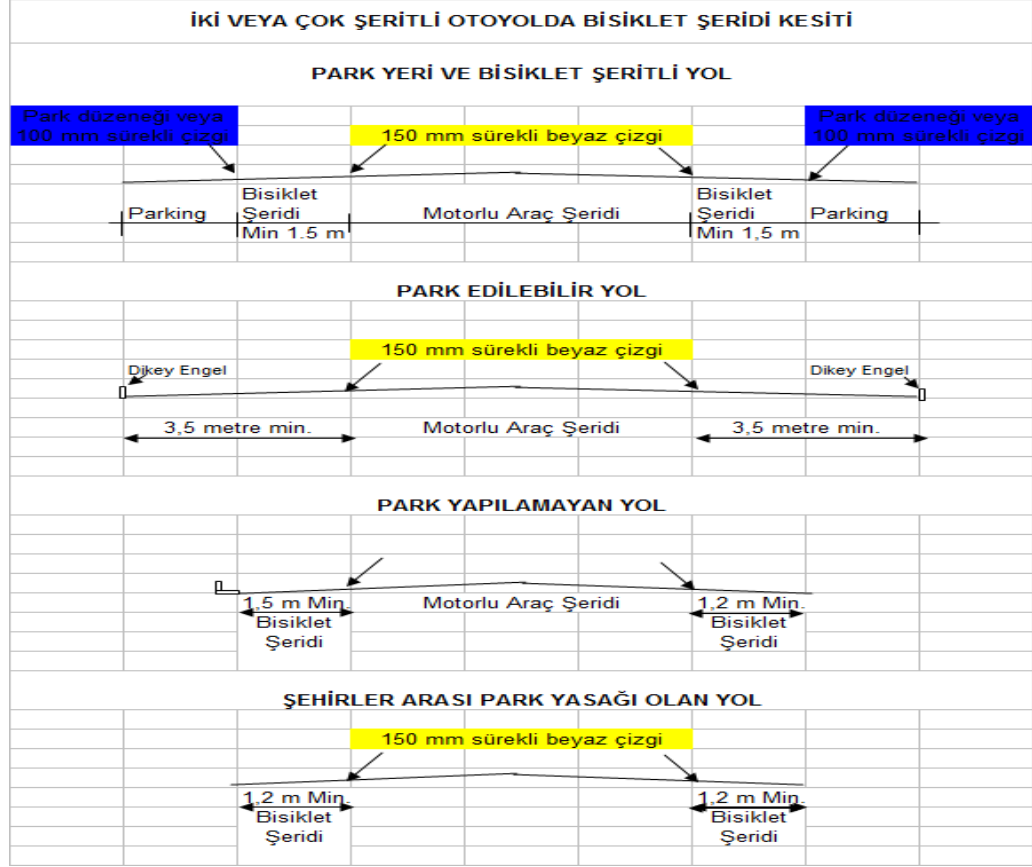 İKİ VEYA ÇOK ŞERİTLİ OTOYOLDA BİSİKLET ŞERİDİ KESİTİ
PARK YERİ VE BİSİKLET ŞERİTLİ YOL
Park düzeneği veya
100 mm sürekli çizgi
150 mm sürekli beyaz çizgi
Park düzeneği veya
100 mm sürekli çizgi
Parking
Bisiklet
Şeridi
Min 1.5 m
Motorlu Araç Şeridi
Bisiklet
Şeridi
Min 1,5 m
Parking
PARK EDİLEBİLİR YOL
150 mm sürekli beyaz çizgi
Dikey Engel
Dikey Engel
3,5 metre min.
Motorlu Araç Şeridi
3,5 metre min.
PARK YAPILAMAYAN YOL
1,5 m Min.
Bisiklet
Şeridi
Motorlu Araç Şeridi
1,2 m Min.
Bisiklet
Şeridi
ŞEHİRLER ARASI PARK YASAĞI OLAN YOL
150 mm sürekli beyaz çizgi
1,2 m Min.
Bisiklet
Şeridi
1,2 m Min.
Bisiklet
Şeridi